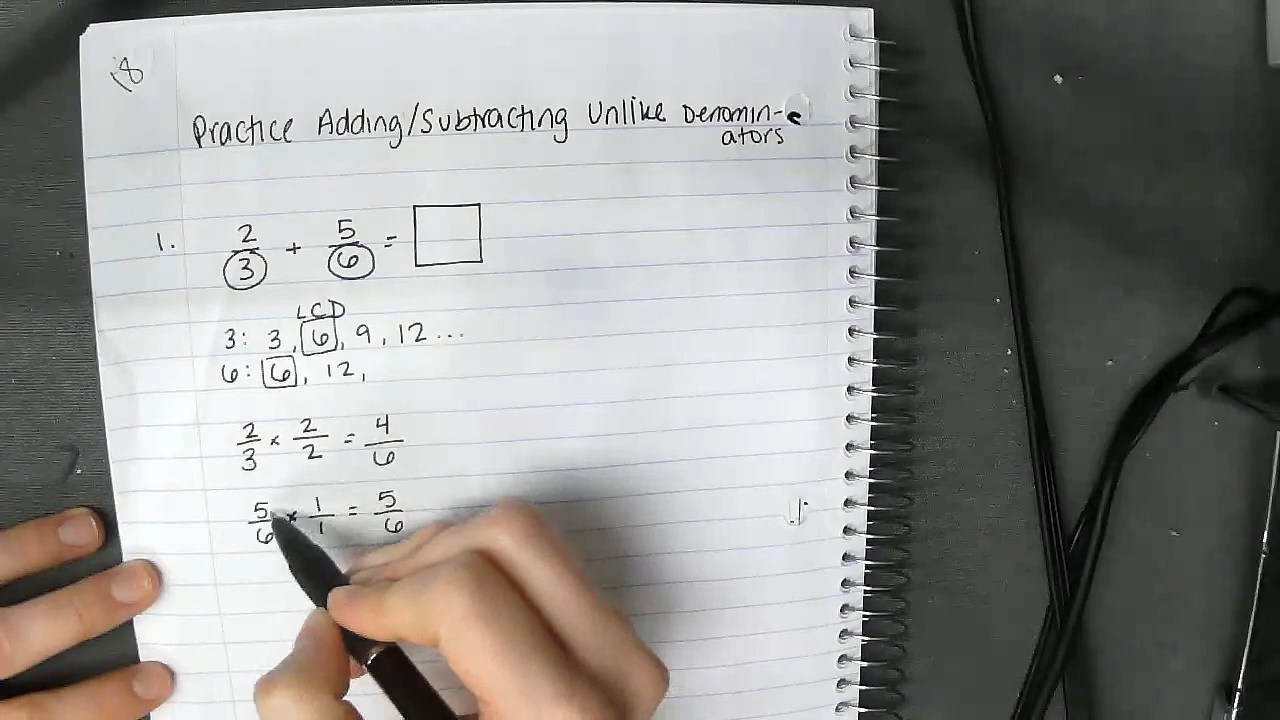 18
Practice Adding/Subtracting Unlike Denomin-
ators
1. 2/3 + 5/6 =
LCD
3: 3, 6, 9, 12...
6: 6, 12,
2/3 × 2/2 = 4/6
5/6 × 1/1 = 5/6